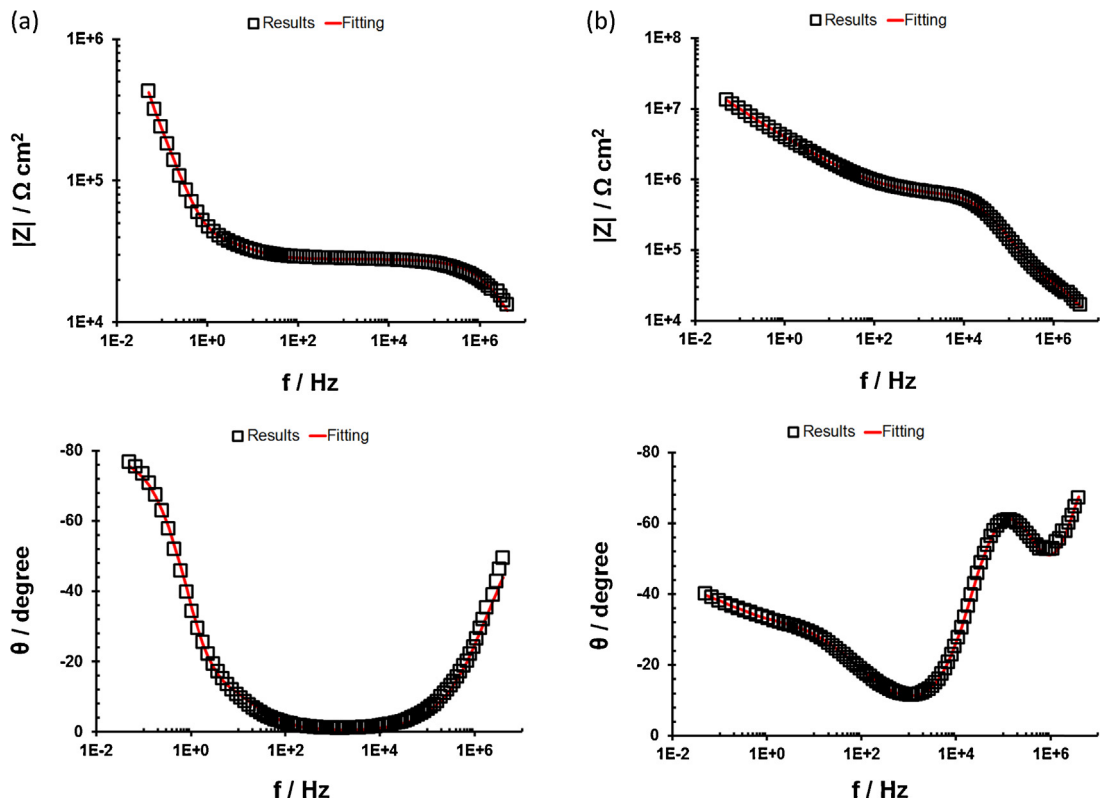 (a)
Results Fitting
1E+6
1E+5
1E+4
|Z| / Ω cm²
1E-2 1E+0 1E+2 1E+4 1E+6
f / Hz
(b)
Results Fitting
1E+8
1E+7
1E+6
1E+5
1E+4
|Z| / Ω cm²
1E-2 1E+0 1E+2 1E+4 1E+6
f / Hz
Results Fitting
-80
-60
-40
-20
0
θ / degree
1E-2 1E+0 1E+2 1E+4 1E+6
f / Hz
Results Fitting
-80
-60
-40
-20
0
θ / degree
1E-2 1E+0 1E+2 1E+4 1E+6
f / Hz